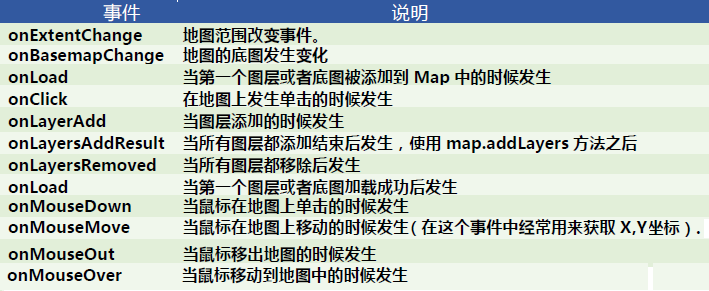 事件 说明
onExtentChange 地图范围改变事件。
onBasemapChange 地图的底图发生变化
onLoad 当第一个图层或者底图被添加到 Map 中的时候发生
onClick 在地图上发生单击的时候发生
onLayerAdd 当图层添加的时候发生
onLayersAddResult 当所有图层都添加结束后发生，使用 map.addLayers 方法之后
onLayersRemoved 当所有图层都移除后发生
onLoad 当第一个图层或者底图加载成功后发生
onMouseDown 当鼠标在地图上单击的时候发生
onMouseMove 当鼠标在地图上移动的时候发生( 在这个事件中经常用来获取 X,Y坐标 ) .
onMouseOut 当鼠标移出地图的时候发生
onMouseOver 当鼠标移动到地图中的时候发生